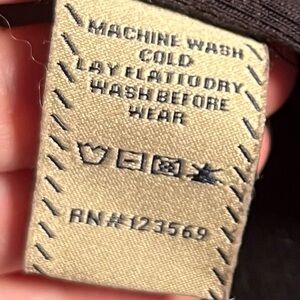 MACHINE WASH
COLD
LAY FLAT TO DRY
WASH BEFORE
WEAR
RN#123569